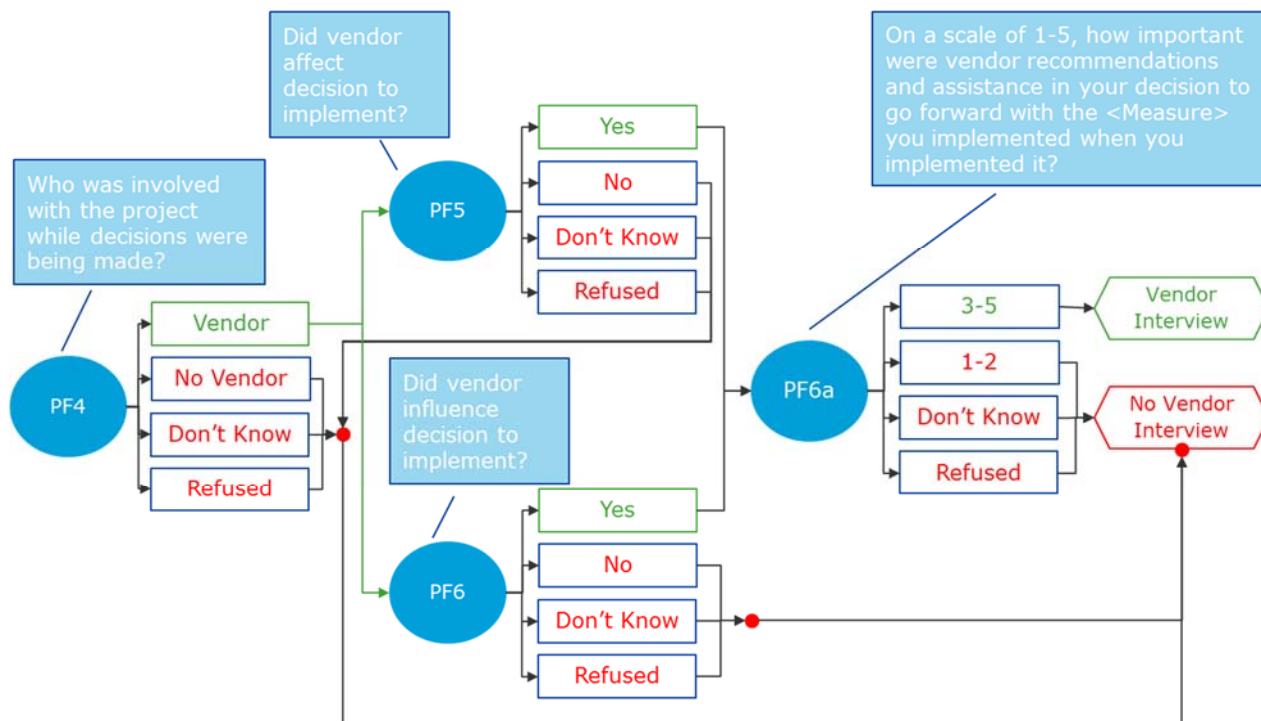 Did vendor
affect
decision to
implement?
On a scale of 1-5, how important
were vendor recommendations
and assistance in your decision to
go forward with the <Measure>
you implemented when you
implemented it?
Who was involved
with the project
while decisions were
being made?
PF5
Yes
No
Don't Know
Refused
PF4
Vendor
No Vendor
Don't Know
Refused
Did vendor
influence
decision to
implement?
PF6
Yes
No
Don't Know
Refused
PF6a
3-5
1-2
Don't Know
Refused
Vendor
Interview
No Vendor
Interview